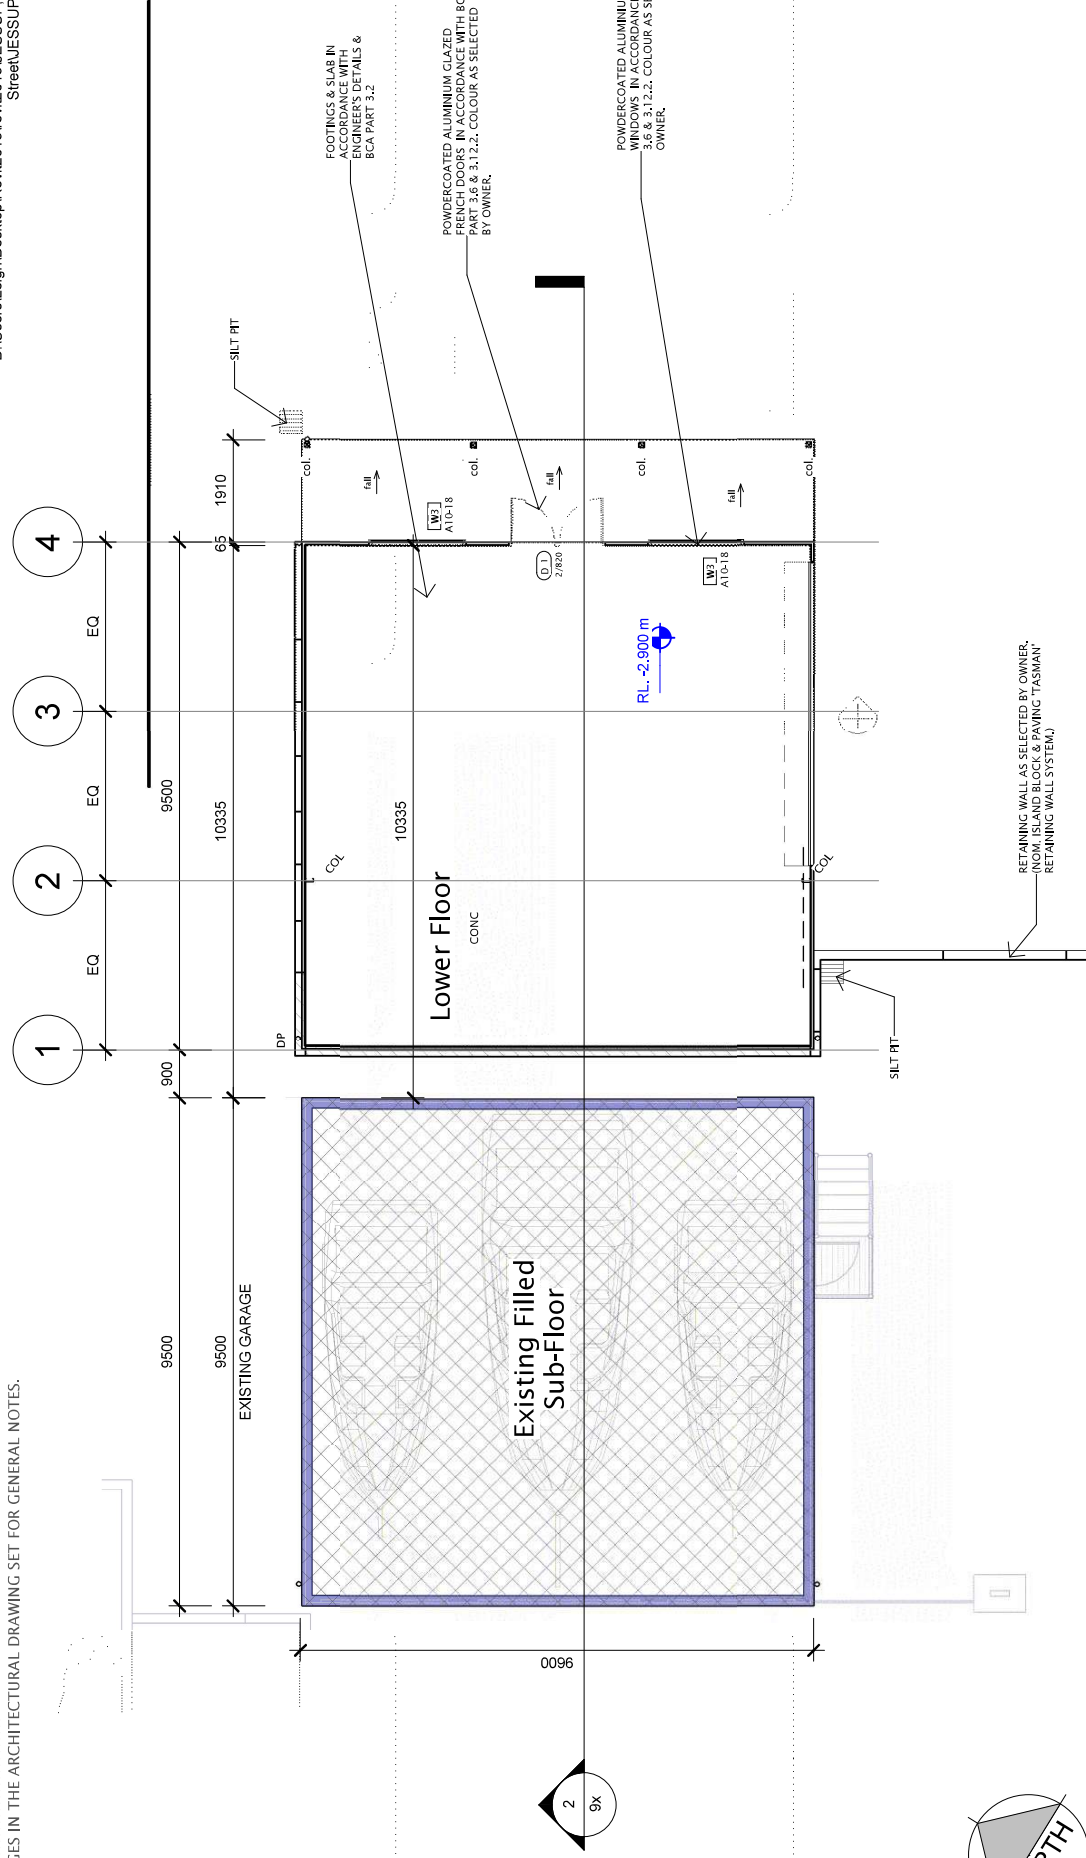 Street\JESSUP
GES IN THE ARCHITECTURAL DRAWING SET FOR GENERAL NOTES.
1
2
3
4
EQ
EQ
EQ
9500
900
9500
9500
10335
65
1910
EXISTING GARAGE
SILT PIT
FOOTINGS & SLAB IN
ACCORDANCE WITH
ENGINEER'S DETAILS &
BCA PART 3.2
POWDERCOATED ALUMINIUM GLAZED
FRENCH DOORS IN ACCORDANCE WITH
PART 3.6 & 3.12.2. COLOUR AS SELECTED
BY OWNER.
WINDOWS IN ACCORDANCE
3.6 & 3.12.2. COLOUR AS
OWNER.
col.
col.
col.
col.
fall
fall
fall
W3
A10-18
D 1
2/820
W3
A10-18
RL. -2.900 m
10335
COL
COL
Lower Floor
CONC
DP
Existing Filled
Sub-Floor
9600
SILT PIT
RETAINING WALL AS SELECTED BY OWNER.
(NOM. ISLAND BLOCK & PAVING 'TASMAN'
RETAINING WALL SYSTEM.)
2
9x